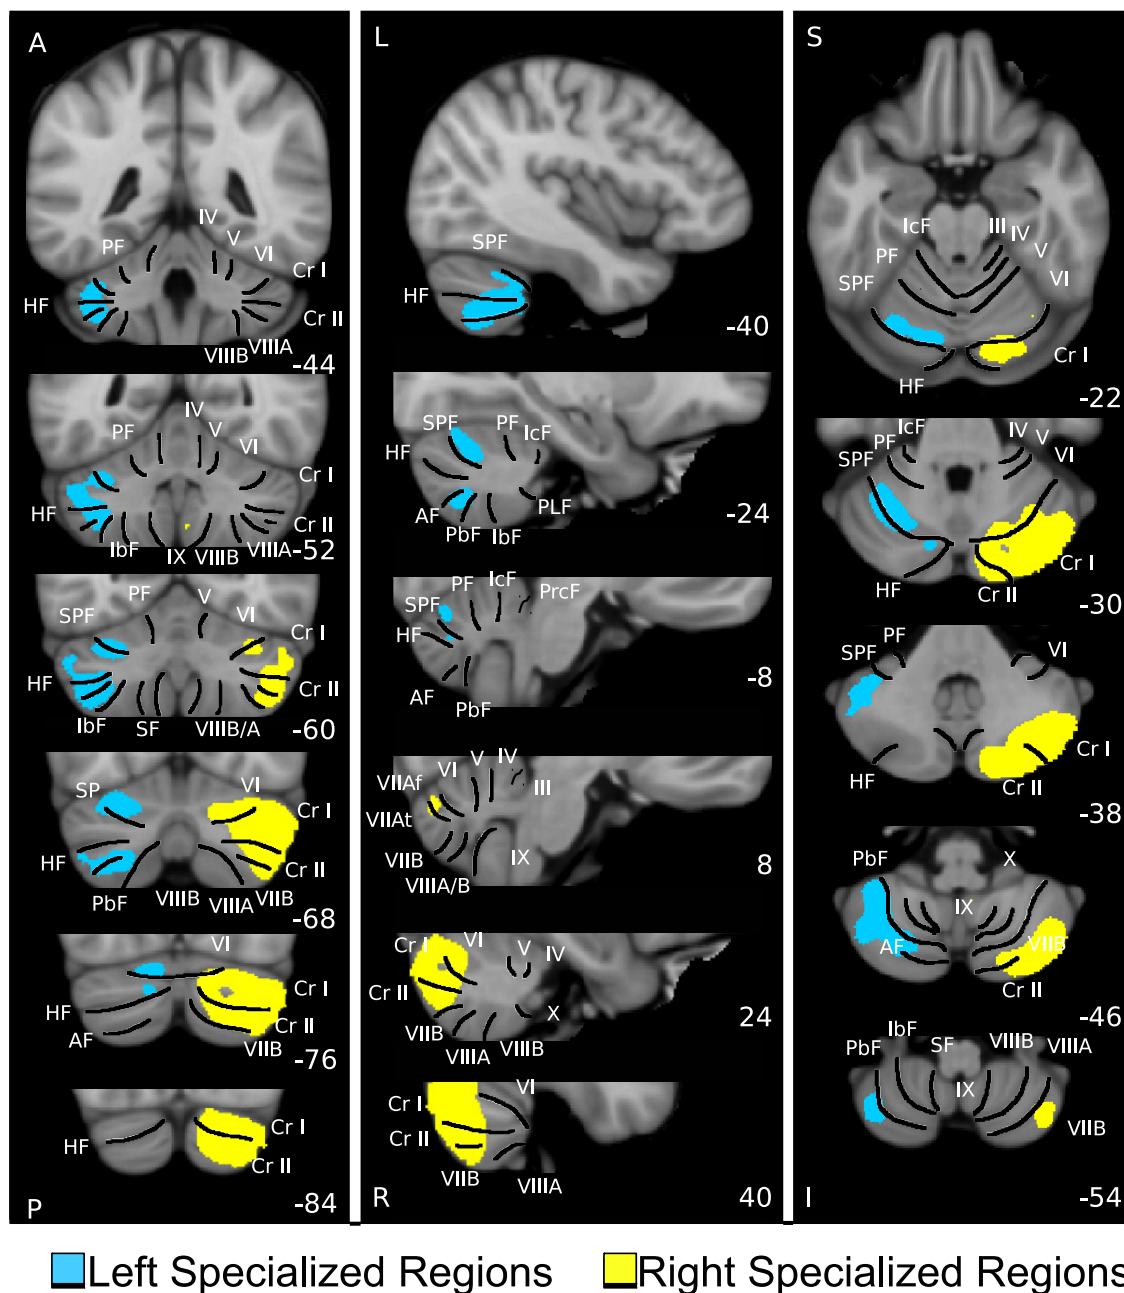 A
IV
V
PF
VI
Cr I
HF
Cr II
VIIIA
VIIIB
-44
IV
V
PF
VI
Cr I
HF
Cr II
IbF
IX
VIIIB
VIIIA
-52
PF
V
SPF
VI
Cr I
HF
Cr II
IbF
SF
VIIIB/A
-60
SP
VI
Cr I
HF
Cr II
PbF
VIIIB
VIIIA
VIIB
-68
VI
Cr I
HF
Cr II
AF
VIIB
-76
Cr I
HF
Cr II
-84
P
L
SPF
HF
-40
SPF
PF
IcF
HF
AF
PLF
PbF
IbF
-24
IcF
PF
PrcF
SPF
HF
AF
PbF
-8
IV
V
VI
VIIAf
III
VIIAt
VIIB
IX
VIIIA/B
8
Cr I
VI
V
IV
Cr II
X
VIIB
VIIIA
VIIIB
24
VI
Cr I
Cr II
VIIB
VIIIA
R
40
S
IcF
III
IV
PF
V
SPF
VI
Cr I
HF
-22
IcF
IV
V
PF
VI
SPF
Cr I
HF
Cr II
-30
PF
VI
SPF
Cr I
HF
Cr II
-38
PbF
X
IX
AF
VIIB
Cr II
-46
IbF
SF
VIIIB
VIIIA
PbF
IX
VIIB
I
-54
Left Specialized Regions
Right Specialized Regions